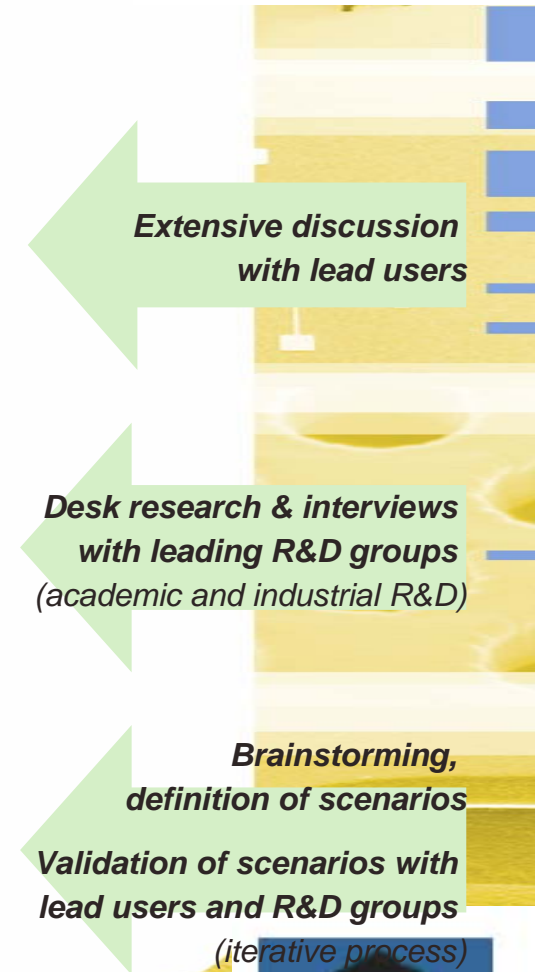 Extensive discussion
with lead users
Desk research & interviews
with leading R&D groups
(academic and industrial R&D)
Brainstorming,
definition of scenarios
Validation of scenarios with
lead users and R&D groups
(iterative process)